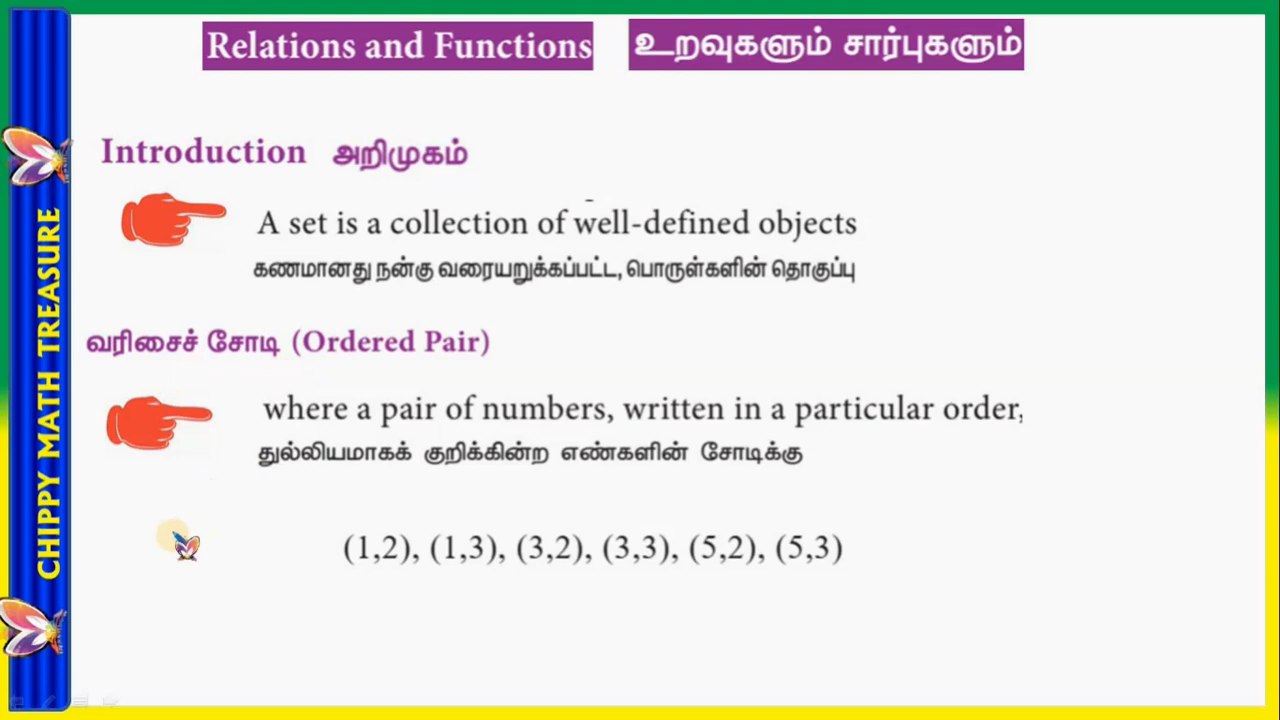 Relations and Functions உறவுகளும் சார்புகளும்
Introduction அறிமுகம்
A set is a collection of well-defined objects
கணமானது நன்கு வரையறுக்கப்பட்ட, பொருள்களின் தொகுப்பு
வரிசைச் சோடி (Ordered Pair)
where a pair of numbers, written in a particular order,
துல்லியமாகக் குறிக்கின்ற எண்களின் சோடிக்கு
(1,2), (1,3), (3,2), (3,3), (5,2), (5,3)
CHIPPY MATH TREASURE